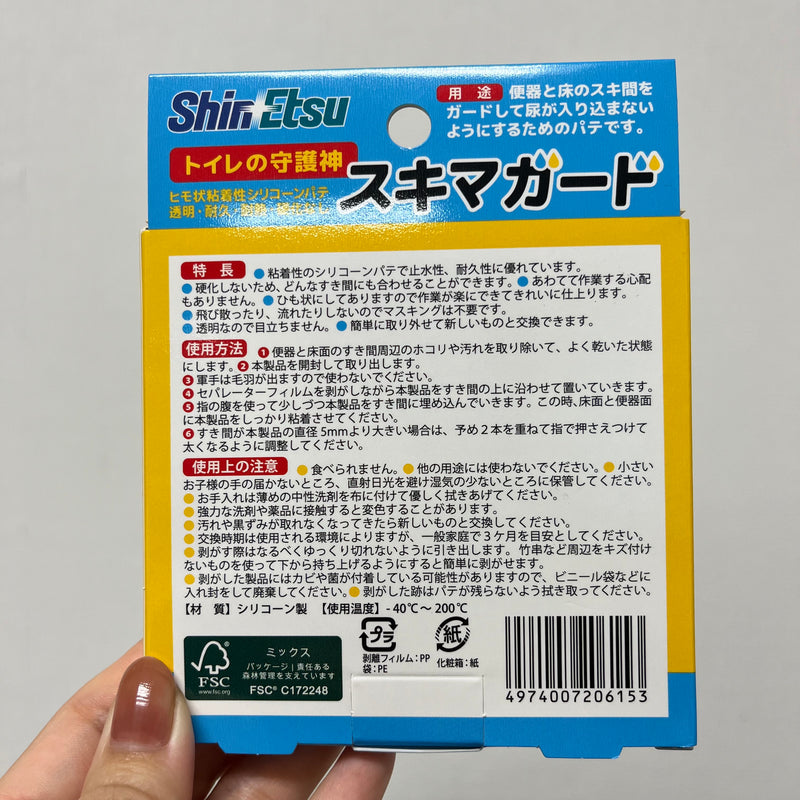 Shin-Etsu
用途 便器と床のスキ間を
ガードして尿が入り込まない
ようにするためのパテです。
トイレの守護神
スキマガード
ヒモ状粘着性シリコーンパテ
透明・耐久
特長 ●粘着性のシリコーンパテで止水性、耐久性に優れています。
●硬化しないため、どんなすき間にも合わせることができます。●あわてて作業する心配
もありません。●ひも状にしてありますので作業が楽にできてきれいに仕上ります。
●飛び散ったり、流れたりしないのでマスキングは不要です。
●透明なので目立ちません。●簡単に取り外せて新しいものと交換できます。
使用方法 ❶便器と床面のすき間周辺のホコリや汚れを取り除いて、よく乾いた状態
にします。❷本製品を開封して取り出します。
❸軍手は毛羽が出ますので使わないでください。
❹セパレーターフィルムを剥がしながら本製品をすき間の上に沿わせて置いていきます。
❺指の腹を使って少しづつ本製品をすき間に埋め込んでいきます。この時、床面と便器面
に本製品をしっかり粘着させてください。
❻すき間が本製品の直径5mmより大きい場合は、予め2本を重ねて指で押さえつけて
太くなるように調整してください。
使用上の注意 ●食べられません。●他の用途には使わないでください。●小さい
お子様の手の届かないところ、直射日光を避け湿気の少ないところに保管してください。
●お手入れは薄めの中性洗剤を布に付けて優しく拭きあげてください。
●強力な洗剤や薬品に接触すると変色することがあります。
●汚れや黒ずみが取れなくなってきたら新しいものと交換してください。
●交換時期は使用される環境によりますが、一般家庭で3ケ月を目安としてください。
●剥がす際はなるべくゆっくり切れないように引き出します。竹串など周辺をキズ付け
ないものを使って下から持ち上げるようにすると簡単に剥がせます。
●剥がした製品にはカビや菌が付着している可能性がありますので、ビニール袋などに
入れ封をして廃棄してください。●剥がした跡はパテが残らないよう拭き取ってください。
【材 質】シリコーン製 【使用温度】-40℃～200℃
FSC
www.fsc.org
ミックス
パッケージ|責任ある
森林管理を支えています
FSC® C172248
プラ
剥離フィルム:PP
袋:PE
紙
化粧箱:紙
4974007206153